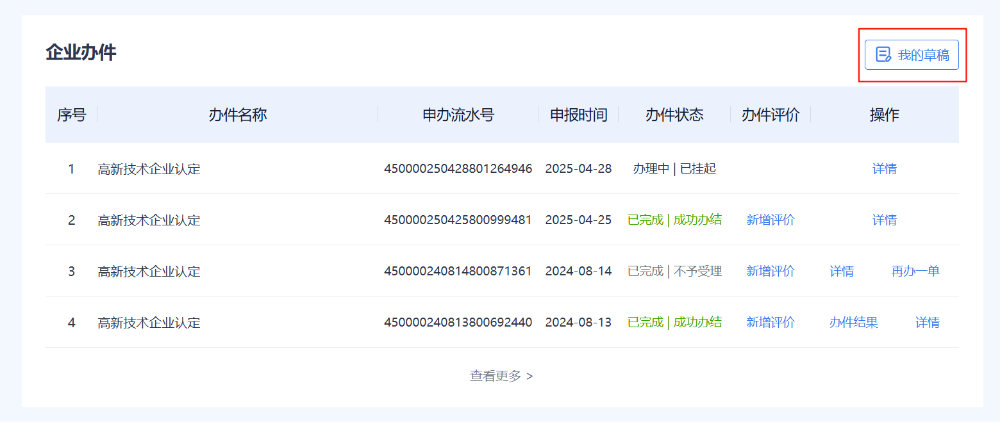 企业办件
我的草稿
序号 办件名称 申办流水号 申报时间 办件状态 办件评价 操作
1 高新技术企业认定 450000250428801264946 2025-04-28 办理中 | 已挂起 详情
2 高新技术企业认定 450000250425800999481 2025-04-25 已完成 | 成功办结 新增评价 详情
3 高新技术企业认定 450000240814800871361 2024-08-14 已完成 | 不予受理 新增评价 详情 再办一单
4 高新技术企业认定 450000240813800692440 2024-08-13 已完成 | 成功办结 新增评价 办件结果 详情
查看更多 >